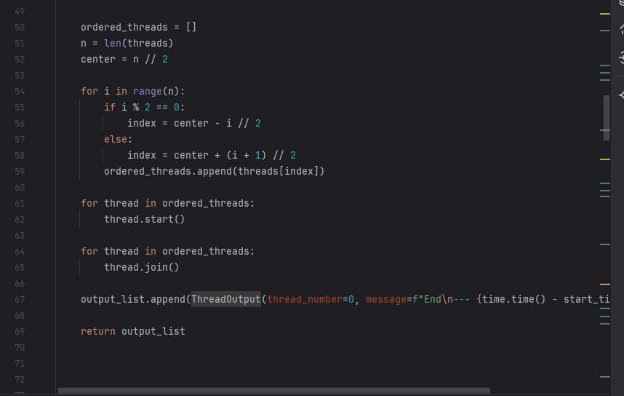 49
50 ordered_threads = []
51 n = len(threads)
52 center = n // 2
53
54 for i in range(n):
55 if i % 2 == 0:
56 index = center - i // 2
57 else:
58 index = center + (i + 1) // 2
59 ordered_threads.append(threads[index])
60
61 for thread in ordered_threads:
62 thread.start()
63
64 for thread in ordered_threads:
65 thread.join()
66
67 output_list.append(ThreadOutput(thread_number=0, message=f"End\n--- {time.time() - start_ti
68
69 return output_list
70
71
72